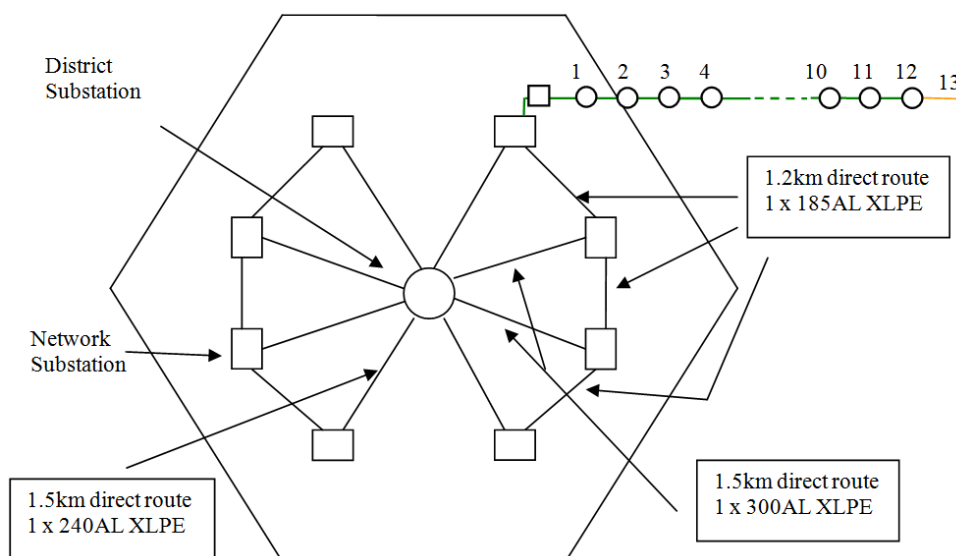 District
Substation
1 2 3 4 10 11 12 13
1.2km direct route
1 x 185AL XLPE
Network
Substation
1.5km direct route
1 x 240AL XLPE
1.5km direct route
1 x 300AL XLPE